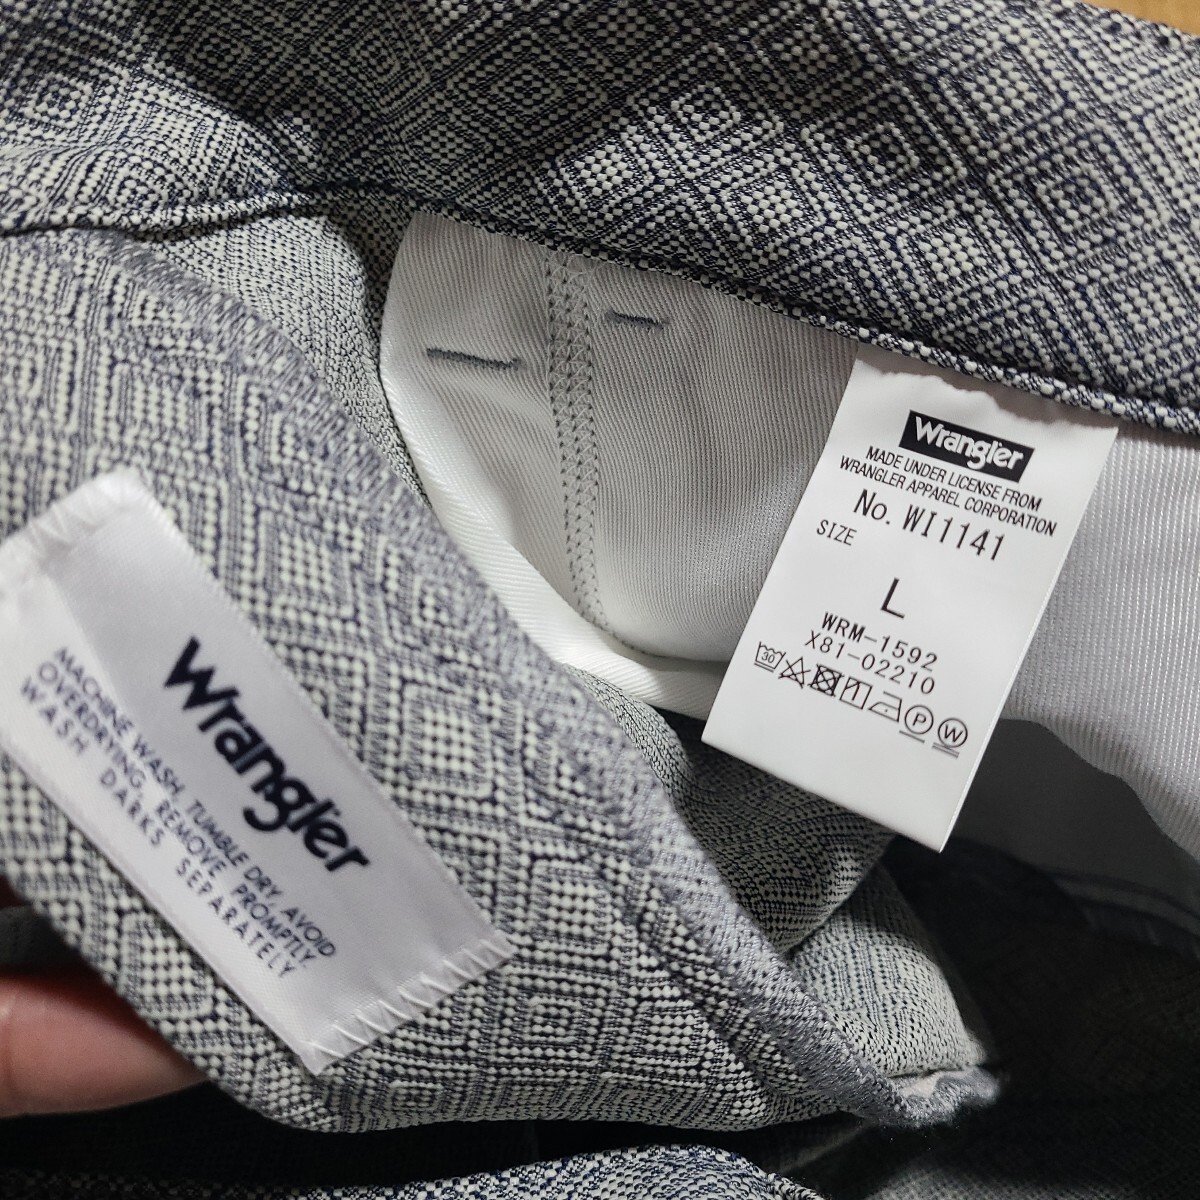 Wrangler
MADE UNDER LICENSE FROM
WRANGLER APPAREL CORPORATION
No. WI1141
SIZE
L
WRM-1592
X81-02210
30
P
W
Wrangler
MACHINE WASH, TUMBLE DRY, AVOID
OVERDRYING, REMOVE PROMPTLY.
WASH DARKS SEPARATELY